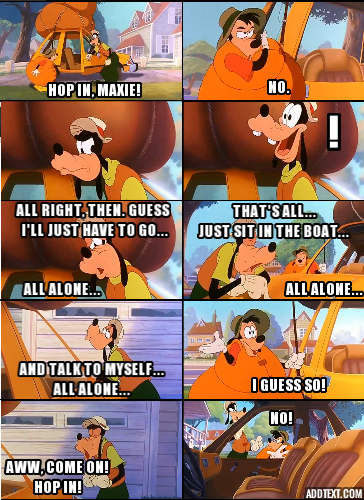 HOP IN, MAXIE!
NO.
!
ALL RIGHT, THEN. GUESS
I'LL JUST HAVE TO GO...
ALL ALONE...
THAT'S ALL...
JUST SIT IN THE BOAT...
ALL ALONE...
AND TALK TO MYSELF...
ALL ALONE...
I GUESS SO!
AWW, COME ON!
HOP IN!
NO!
ADDTEXT.COM